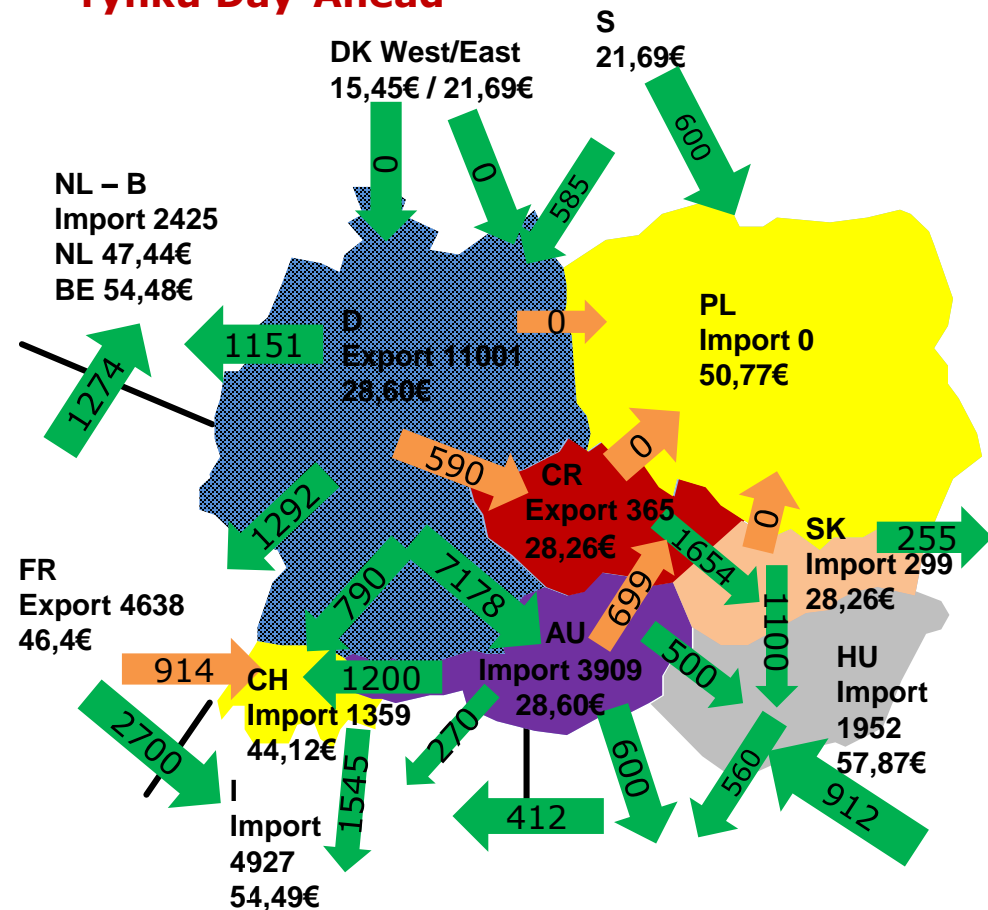 Týnku Day-Ahead
S
21,69€
DK West/East
15,45€ / 21,69€
600
0
0
585
NL – B
Import 2425
NL 47,44€
BE 54,48€
PL
Import 0
50,77€
D
Export 11001
28,60€
0
1151
1274
590
0
CR
Export 365
28,26€
0
SK
Import 299
28,26€
255
1292
1654
FR
Export 4638
46,4€
790
7178
699
1100
AU
Import 3909
28,60€
500
HU
Import
1952
57,87€
914
CH
Import 1359
44,12€
1200
2700
270
1545
600
560
912
412
I
Import
4927
54,49€